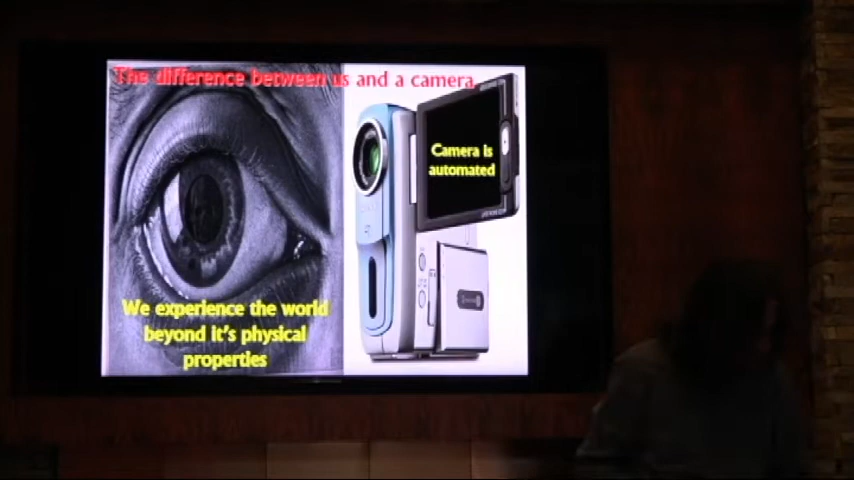 The difference between us and a camera.
Camera is
automated
We experience the world
beyond it's physical
properties